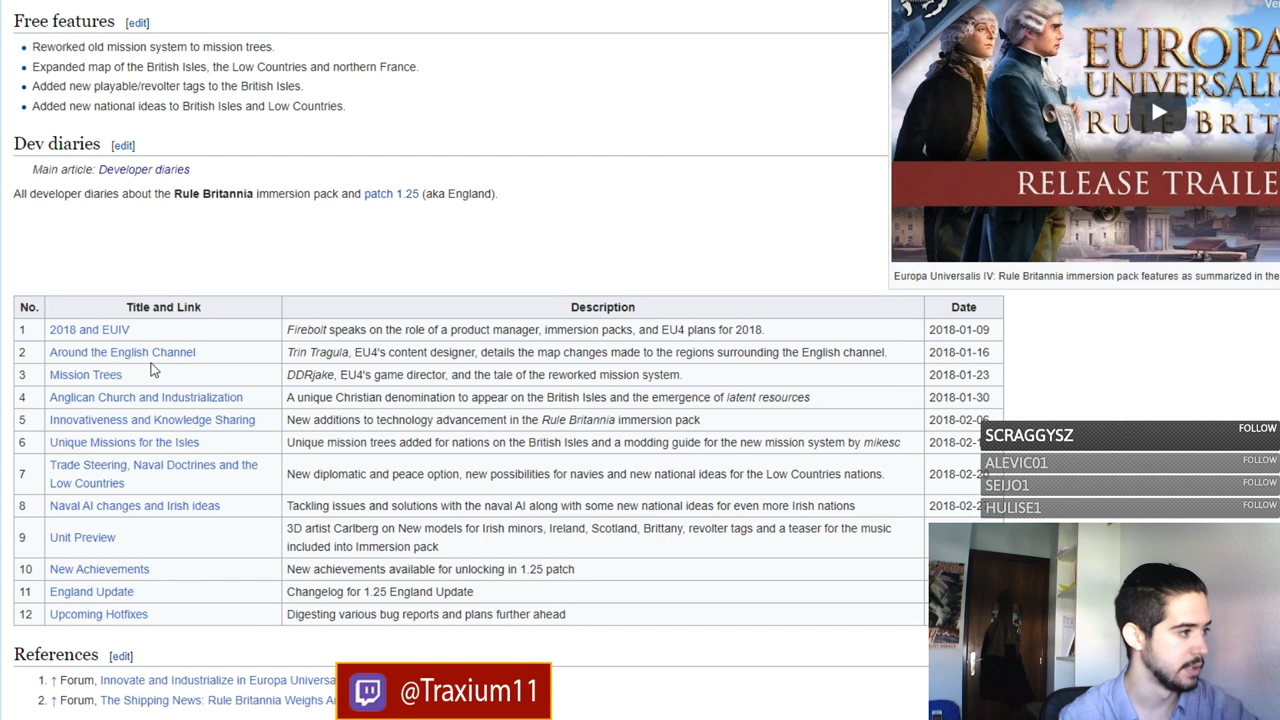 Free features [edit]
Reworked old mission system to mission trees.
Expanded map of the British Isles, the Low Countries and northern France.
Added new playable/revolter tags to the British Isles.
Added new national ideas to British Isles and Low Countries.
Dev diaries [edit]
Main article: Developer diaries
All developer diaries about the Rule Britannia immersion pack and patch 1.25 (aka England).
EUROPA
UNIVERSALIS
RULE BRIT
RELEASE TRAILE
Europa Universalis IV: Rule Britannia immersion pack features as summarized in the
No. Title and Link Description Date
1 2018 and EUIV Firebolt speaks on the role of a product manager, immersion packs, and EU4 plans for 2018. 2018-01-09
2 Around the English Channel Trin Tragula, EU4's content designer, details the map changes made to the regions surrounding the English channel. 2018-01-16
3 Mission Trees DDRjake, EU4's game director, and the tale of the reworked mission system. 2018-01-23
4 Anglican Church and Industrialization A unique Christian denomination to appear on the British Isles and the emergence of latent resources 2018-01-30
5 Innovativeness and Knowledge Sharing New additions to technology advancement in the Rule Britannia immersion pack 2018-02-06
6 Unique Missions for the Isles Unique mission trees added for nations on the British Isles and a modding guide for the new mission system by mikesc 2018-02-
7 Trade Steering, Naval Doctrines and the
Low Countries New diplomatic and peace option, new possibilities for navies and new national ideas for the Low Countries nations. 2018-02-
8 Naval AI changes and Irish ideas Tackling issues and solutions with the naval AI along with some new national ideas for even more Irish nations 2018-02-
9 Unit Preview 3D artist Carlberg on New models for Irish minors, Ireland, Scotland, Brittany, revolter tags and a teaser for the music
included into Immersion pack
10 New Achievements New achievements available for unlocking in 1.25 patch
11 England Update Changelog for 1.25 England Update
12 Upcoming Hotfixes Digesting various bug reports and plans further ahead
SCRAGGYSZ FOLLOW
ALEVIC01 FOLLOW
SEIJO1 FOLLOW
HULISE1 FOLLOW
References [edit]
1. ↑ Forum, Innovate and Industrialize in Europa Universa
2. ↑ Forum, The Shipping News: Rule Britannia Weighs A
@Traxium11